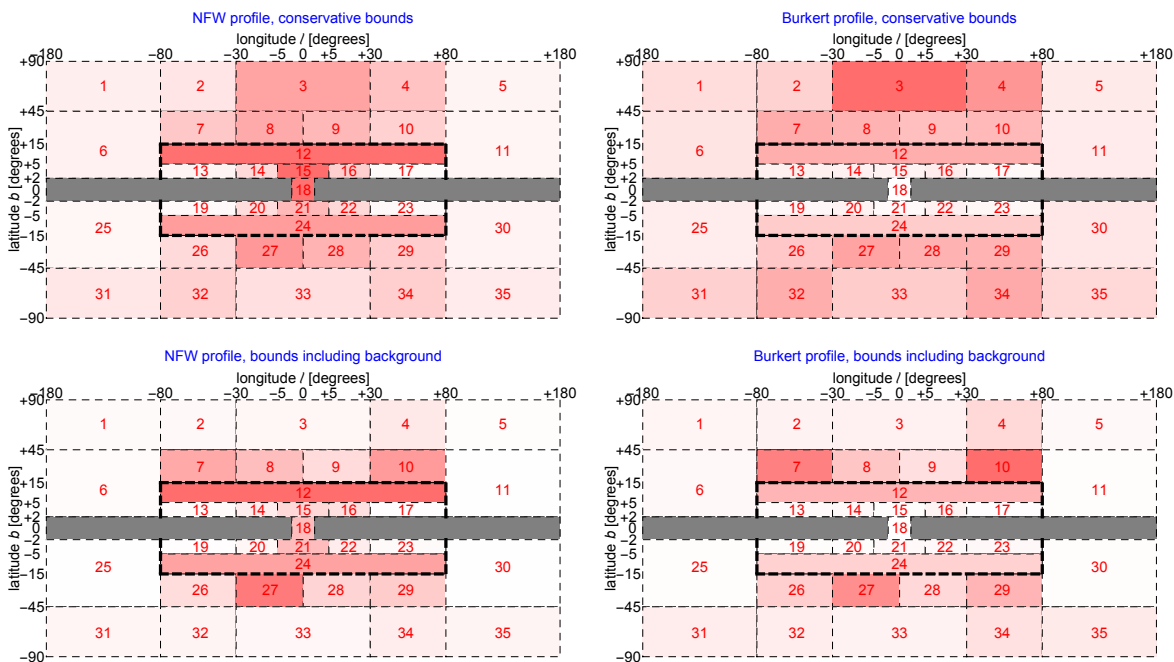 NFW profile, conservative bounds
longitude l [degrees]
−180 −80 −30 −5 0 +5 +30 +80 +180
latitude b [degrees]
+90
1 2 3 4 5
+45
7 8 9 10
+15
6 12 11
+5
13 14 15 16 17
+2
0 18
−2
19 20 21 22 23
−5
25 24 30
−15
26 27 28 29
−45
31 32 33 34 35
−90
Burkert profile, conservative bounds
longitude l [degrees]
−180 −80 −30 −5 0 +5 +30 +80 +180
latitude b [degrees]
+90
1 2 3 4 5
+45
7 8 9 10
+15
6 12 11
+5
13 14 15 16 17
+2
0 18
−2
19 20 21 22 23
−5
25 24 30
−15
26 27 28 29
−45
31 32 33 34 35
−90
NFW profile, bounds including background
longitude l [degrees]
−180 −80 −30 −5 0 +5 +30 +80 +180
latitude b [degrees]
+90
1 2 3 4 5
+45
7 8 9 10
+15
6 12 11
+5
13 14 15 16 17
+2
0 18
−2
19 20 21 22 23
−5
25 24 30
−15
26 27 28 29
−45
31 32 33 34 35
−90
Burkert profile, bounds including background
longitude l [degrees]
−180 −80 −30 −5 0 +5 +30 +80 +180
latitude b [degrees]
+90
1 2 3 4 5
+45
7 8 9 10
+15
6 12 11
+5
13 14 15 16 17
+2
0 18
−2
19 20 21 22 23
−5
25 24 30
−15
26 27 28 29
−45
31 32 33 34 35
−90